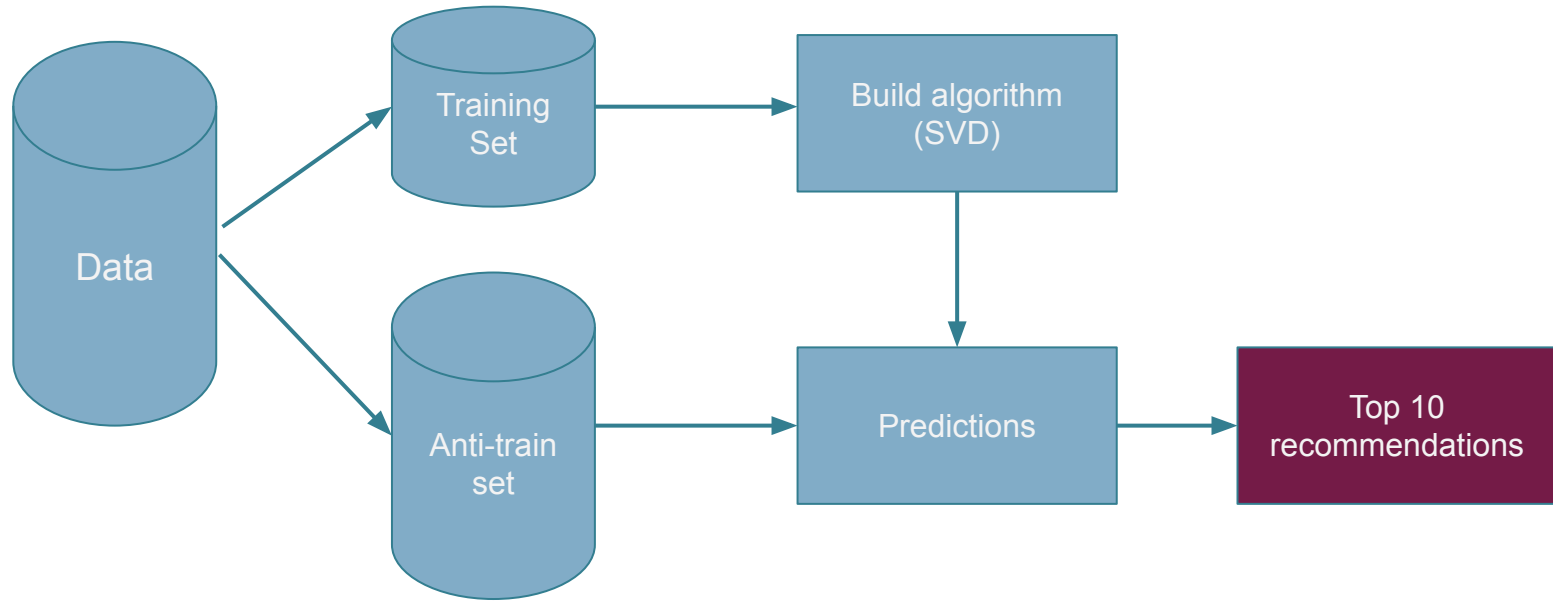 Data
Training
Set
Build algorithm
(SVD)
Anti-train
set
Predictions
Top 10
recommendations